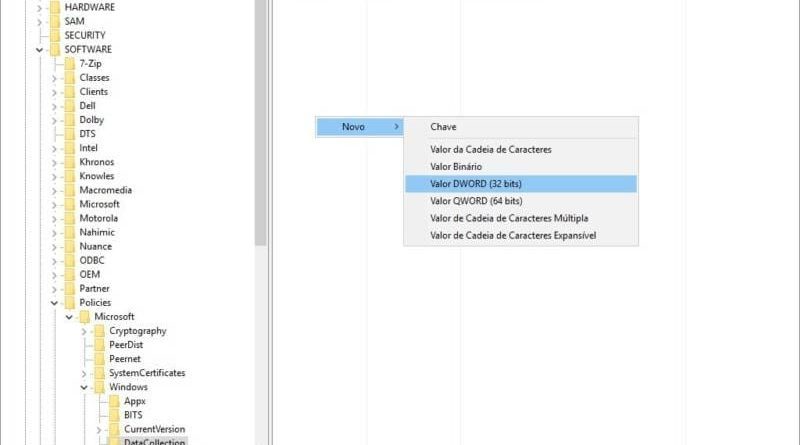 HARDWARE
SAM
SECURITY
SOFTWARE
7-Zip
Classes
Clients
Dell
Dolby
DTS
Intel
Khronos
Knowles
Macromedia
Microsoft
Motorola
Nahimic
Nuance
ODBC
OEM
Partner
Policies
Microsoft
Cryptography
PeerDist
Peernet
SystemCertificates
Windows
Appx
BITS
CurrentVersion
DataCollection
Novo
Chave
Valor da Cadeia de Caracteres
Valor Binário
Valor DWORD (32 bits)
Valor QWORD (64 bits)
Valor de Cadeia de Caracteres Múltipla
Valor de Cadeia de Caracteres Expansível